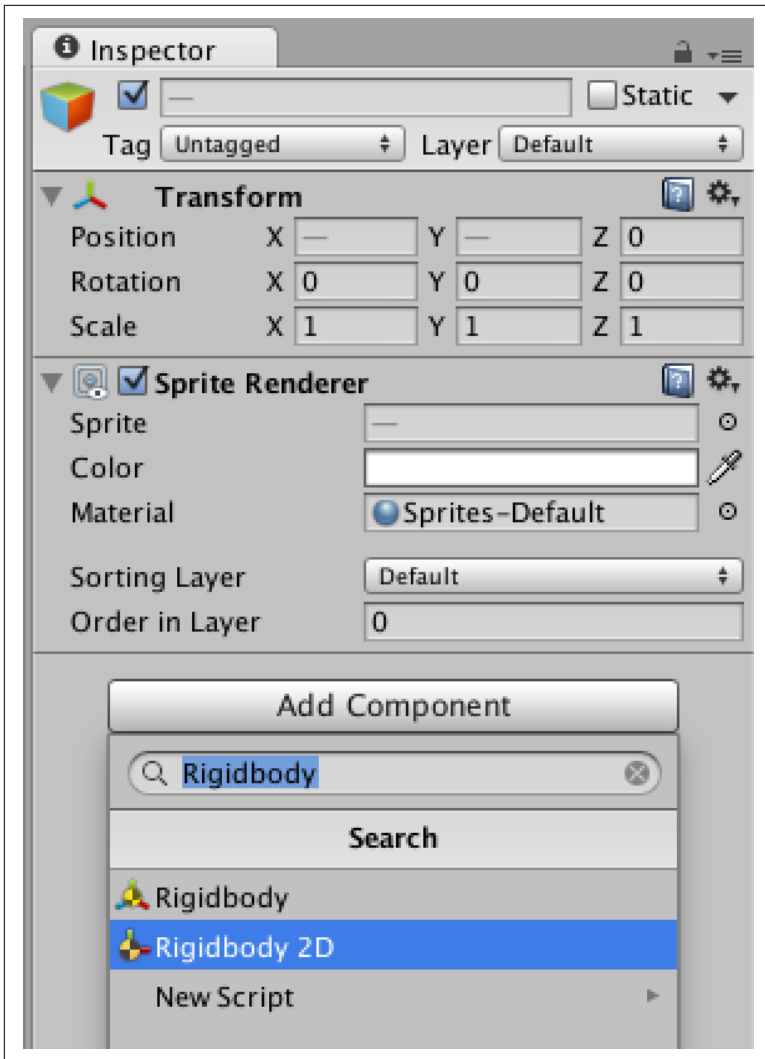 Inspector
— Static
Tag Untagged Layer Default
Transform
Position X — Y — Z 0
Rotation X 0 Y 0 Z 0
Scale X 1 Y 1 Z 1
Sprite Renderer
Sprite —
Color
Material Sprites-Default
Sorting Layer Default
Order in Layer 0
Add Component
Rigidbody
Search
Rigidbody
Rigidbody 2D
New Script